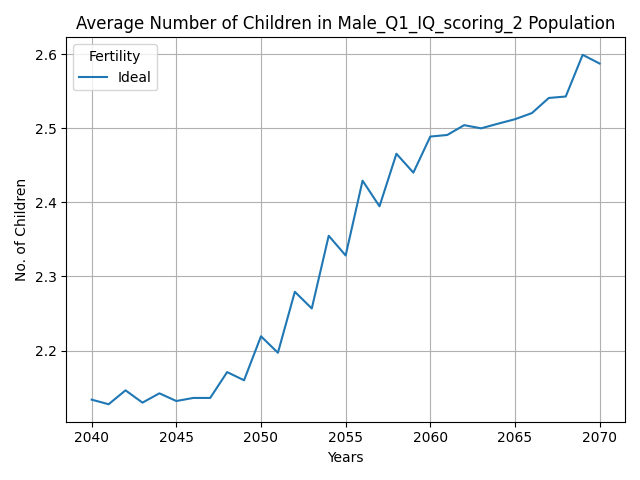 Average Number of Children in Male_Q1_IQ_scoring_2 Population
Fertility
Ideal
No. of Children
2.6
2.5
2.4
2.3
2.2
2040 2045 2050 2055 2060 2065 2070
Years